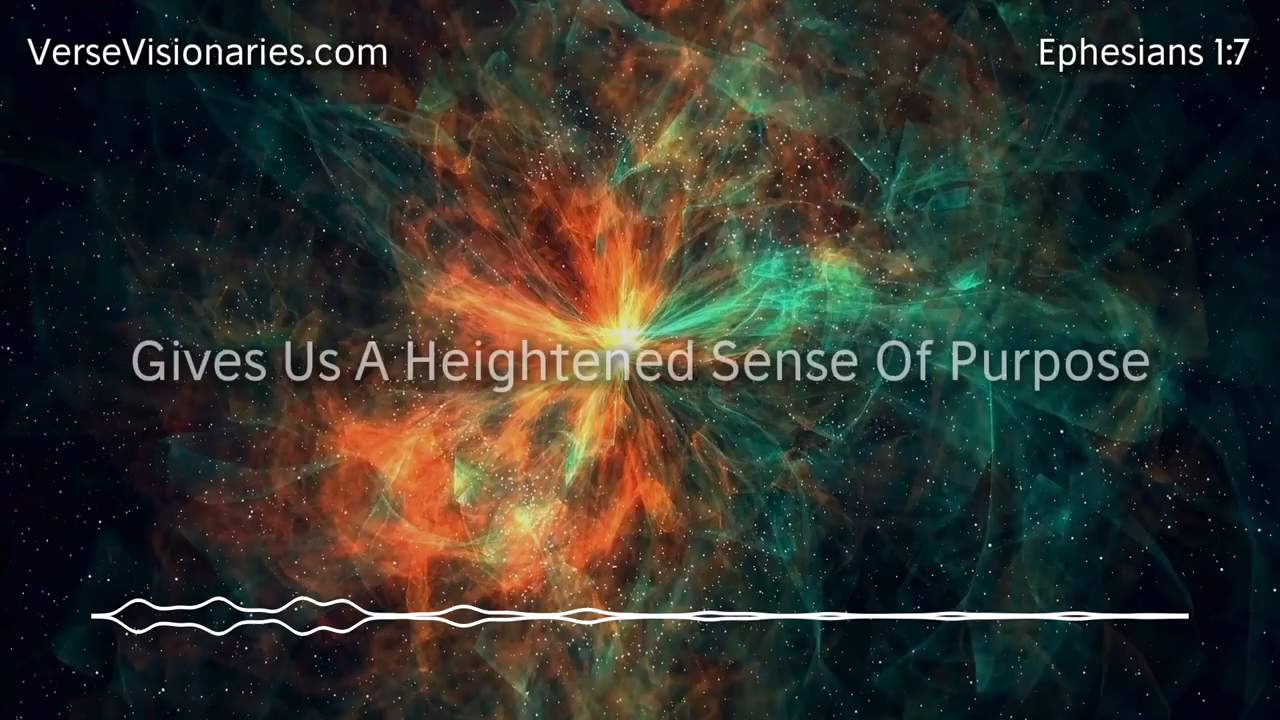 VerseVisionaries.com
Ephesians 1:7
Gives Us A Heightened Sense Of Purpose